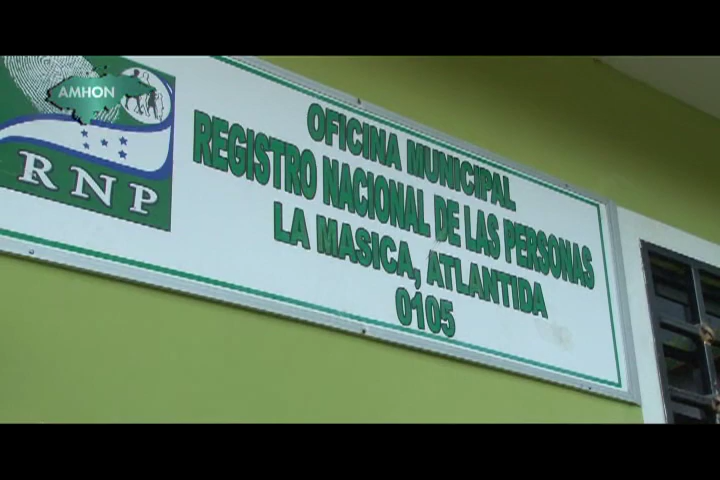 AMHON
RNP
OFICINA MUNICIPAL
REGISTRO NACIONAL DE LAS PERSONAS
LA MASICA, ATLANTIDA
0105